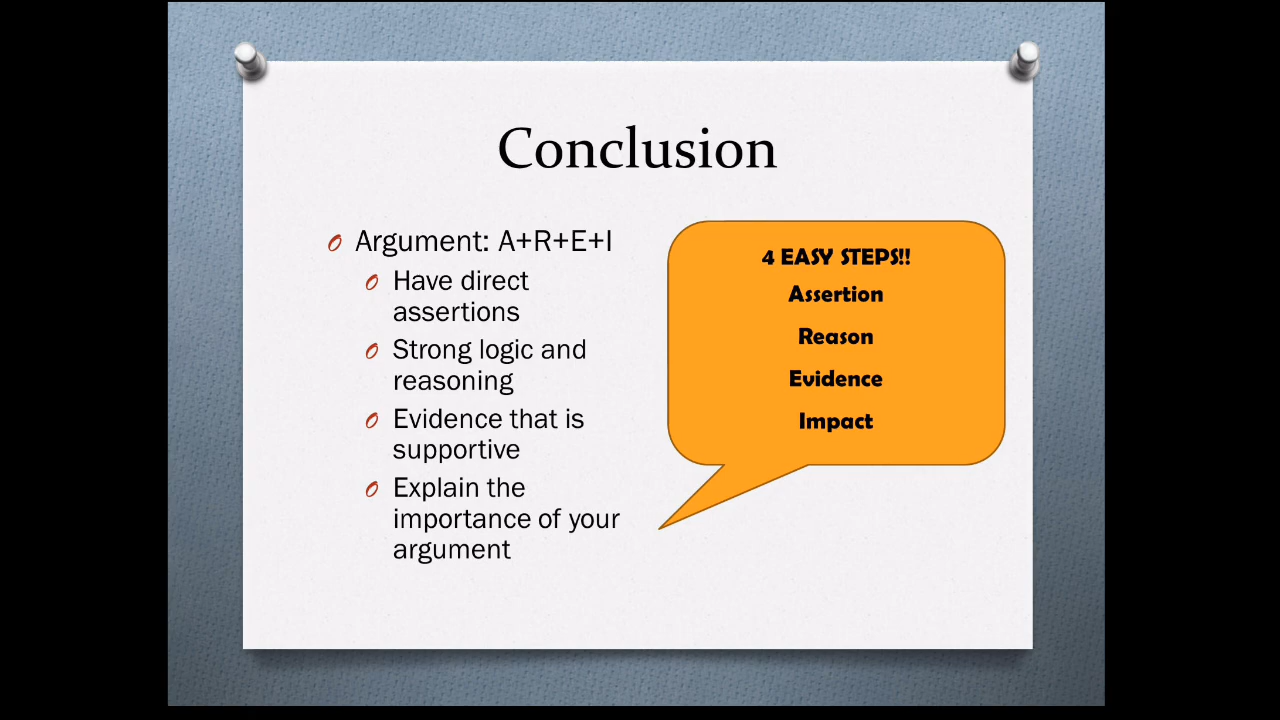 Conclusion
Argument: A+R+E+I
Have direct
assertions
Strong logic and
reasoning
Evidence that is
supportive
Explain the
importance of your
argument
4 EASY STEPS!!
Assertion
Reason
Evidence
Impact